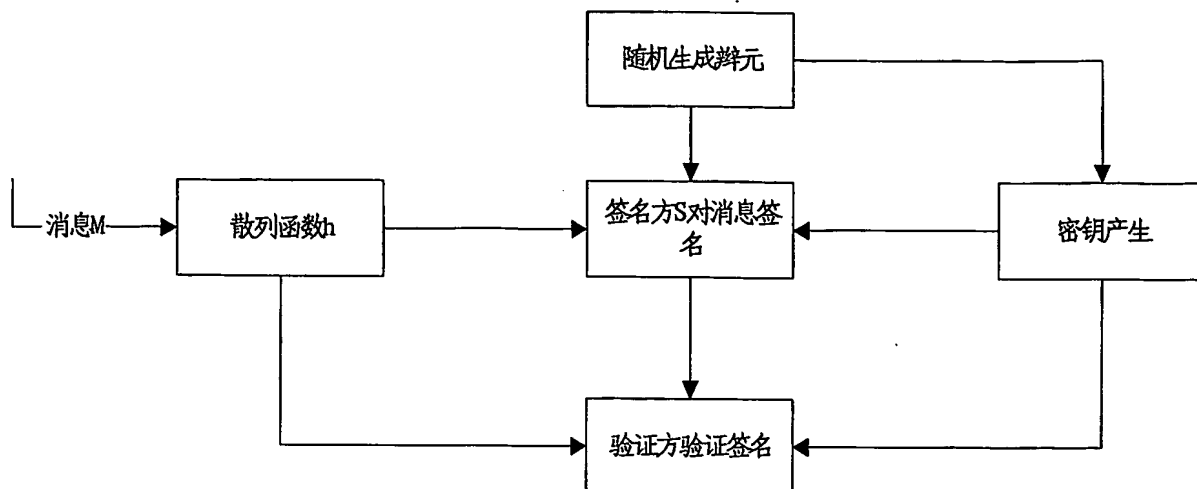 随机生成辫元
消息M
散列函数h
签名方S对消息签
名
密钥产生
验证方验证签名